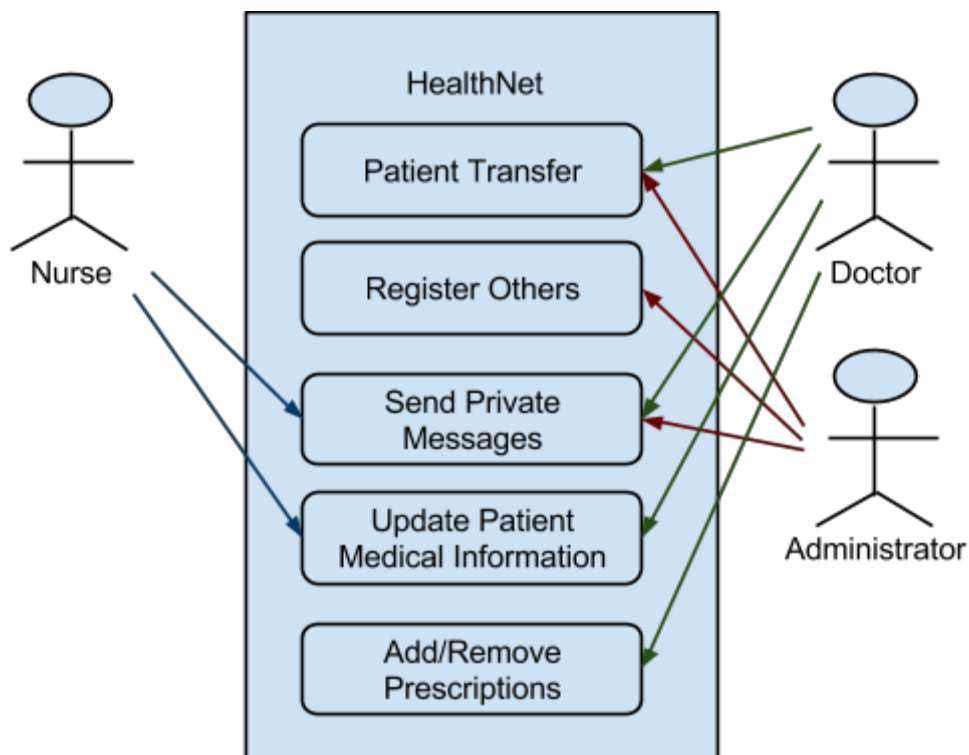 HealthNet
Patient Transfer
Register Others
Send Private
Messages
Update Patient
Medical Information
Add/Remove
Prescriptions
Nurse
Doctor
Administrator